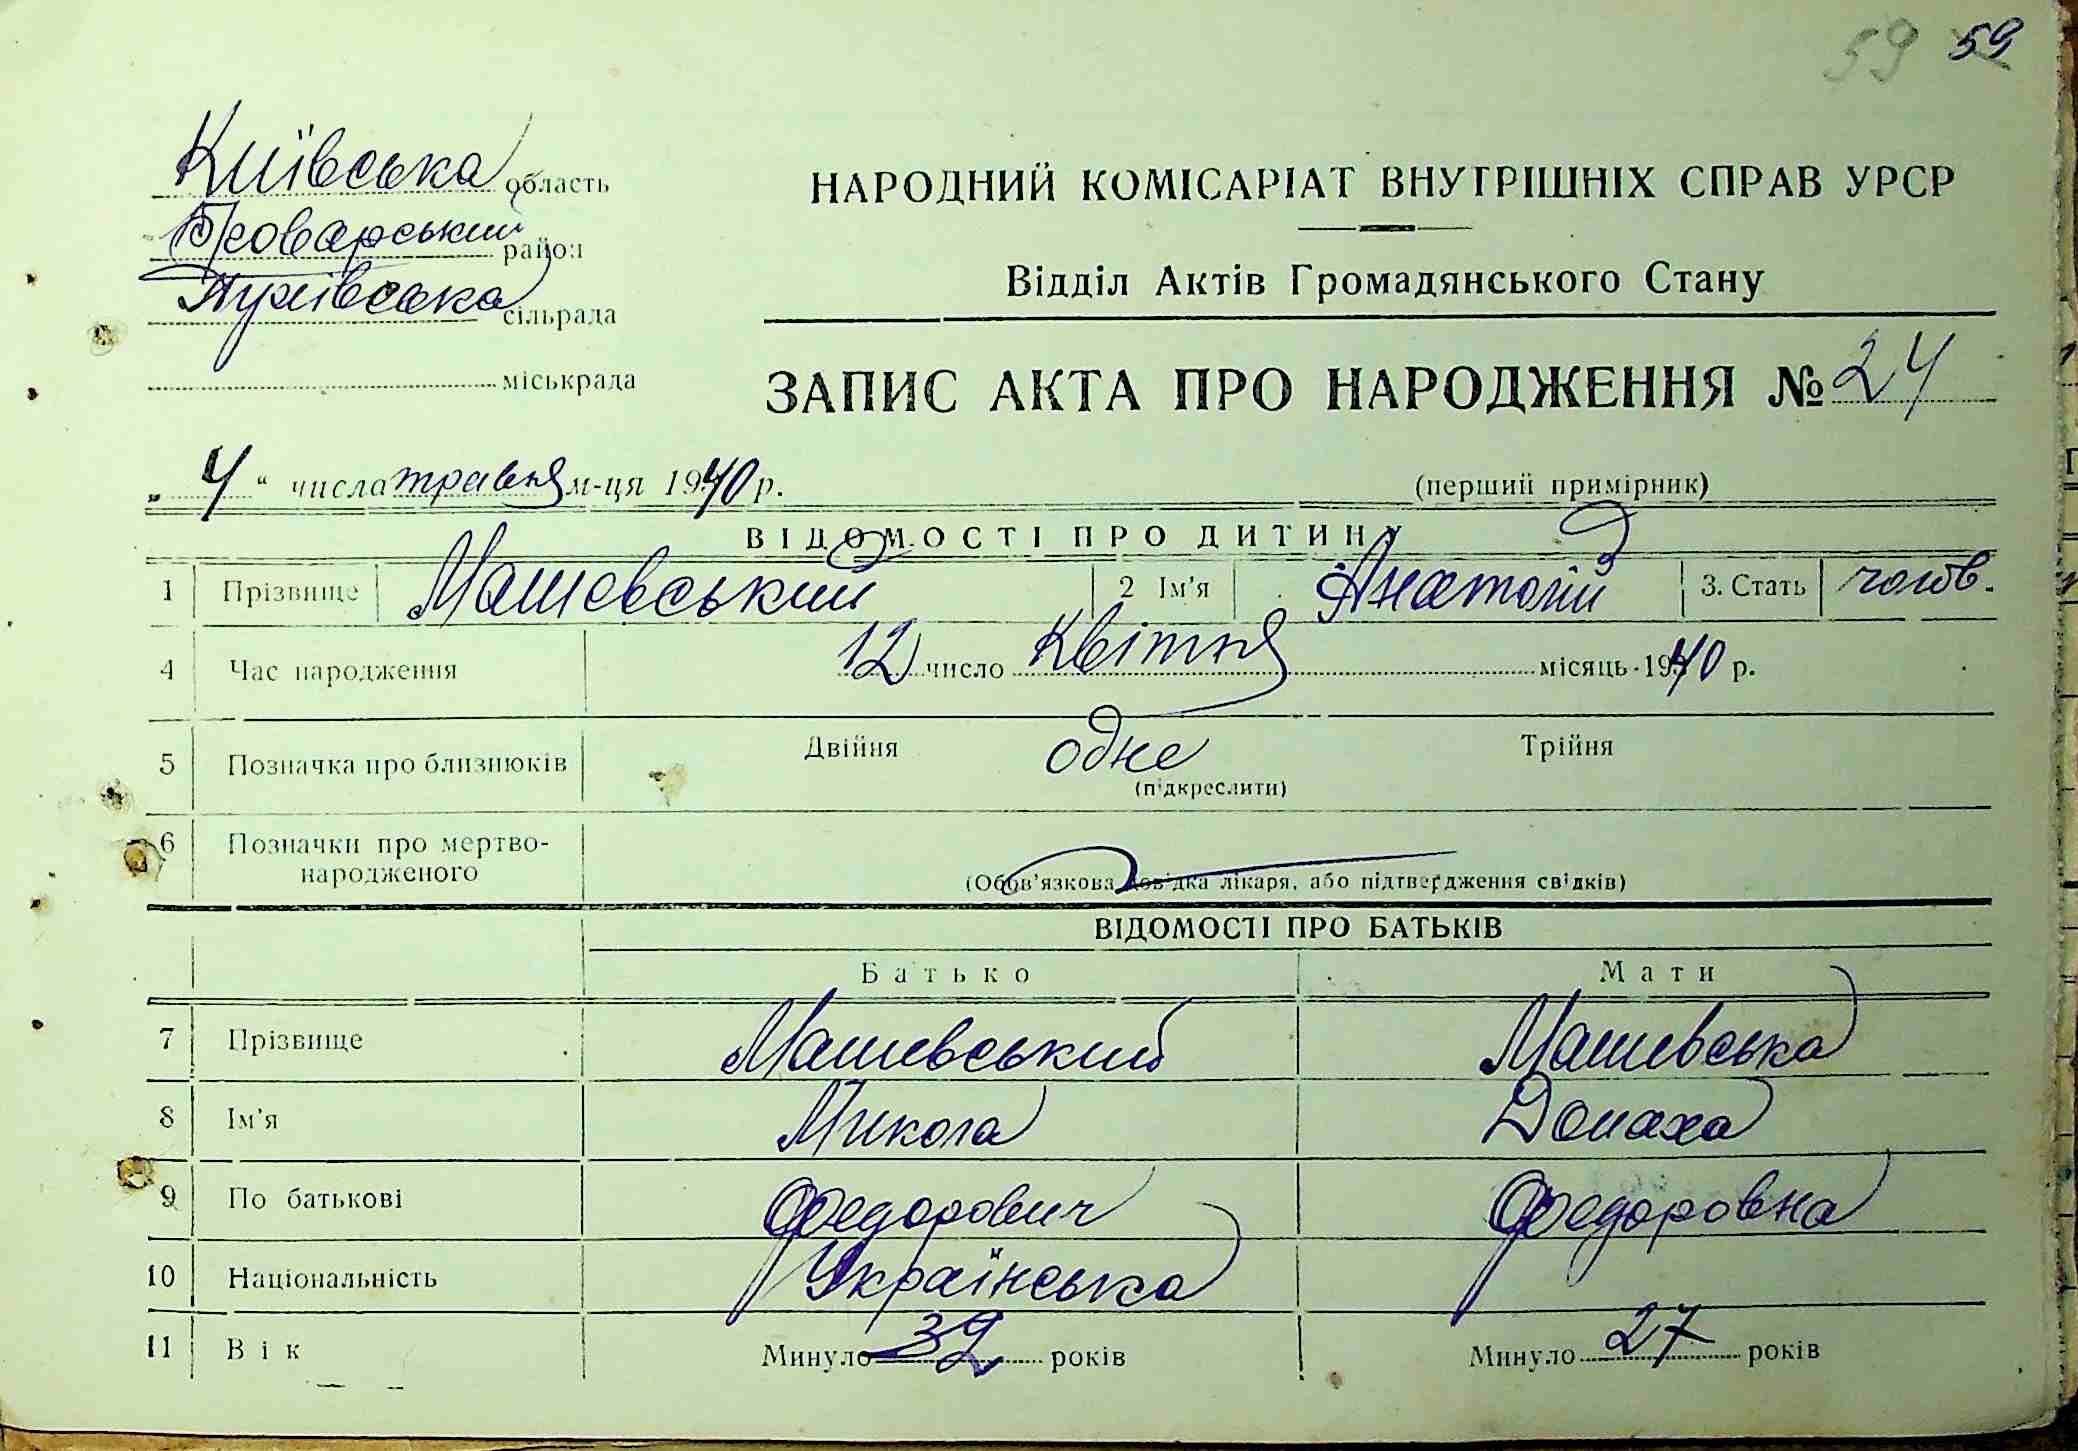 59 59
Київська область
Броварський район
Пухівська сільрада
міськрада
НАРОДНИЙ КОМІСАРІАТ ВНУТРІШНІХ СПРАВ УРСР
Відділ Актів Громадянського Стану
ЗАПИС АКТА ПРО НАРОДЖЕННЯ № 24
„ 4 “ числа травня м-ця 1940 р.
(перший примірник)
ВІДОМОСТІ ПРО ДИТИНУ
1 Прізвище Машевський 2 Ім'я Анатолій 3. Стать чолов.
4 Час народження 12 число Квітня місяць 1940 р.
5 Позначка про близнюків Двійня одне Трійня
(підкреслити)
6 Позначки про мертво-
народженого
(Обов'язкова довідка лікаря, або підтвердження свідків)
ВІДОМОСТІ ПРО БАТЬКІВ
Батько Мати
7 Прізвище Машевський Машевська
8 Ім'я Микола Домаха
9 По батькові Федорович Федоровна
10 Національність Українська
11 Вік Минуло 32 років Минуло 27 років